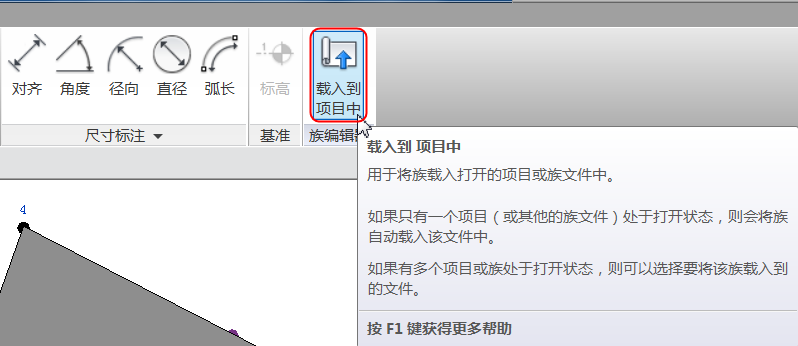 对齐 角度 径向 直径 弧长 标高 载入到
项目中
尺寸标注 基准 族编辑器
载入到 项目中
用于将族载入打开的项目或族文件中。
如果只有一个项目（或其他的族文件）处于打开状态，则会将族
自动载入该文件中。
如果有多个项目或族处于打开状态，则可以选择要将该族载入到
的文件。
按 F1 键获得更多帮助
4